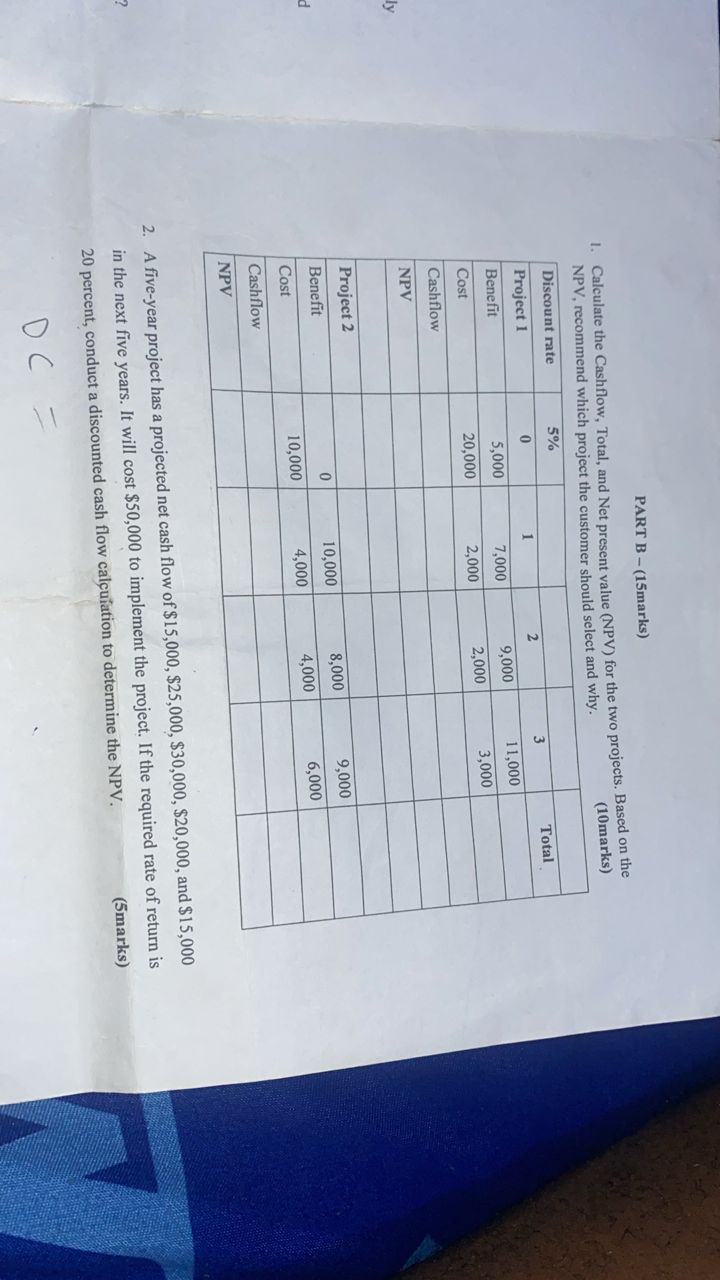 PART B – (15marks)
1. Calculate the Cashflow, Total, and Net present value (NPV) for the two projects. Based on the
NPV, recommend which project the customer should select and why. (10marks)
Discount rate 5%
Project 1 0 1 2 3 Total
Benefit 5,000 7,000 9,000 11,000
Cost 20,000 2,000 2,000 3,000
Cashflow
NPV
Project 2
Benefit 0 10,000 8,000 9,000
Cost 10,000 4,000 4,000 6,000
Cashflow
NPV
2. A five-year project has a projected net cash flow of $15,000, $25,000, $30,000, $20,000, and $15,000
in the next five years. It will cost $50,000 to implement the project. If the required rate of return is
20 percent, conduct a discounted cash flow calculation to determine the NPV. (5marks)
DC =
ly
d
?